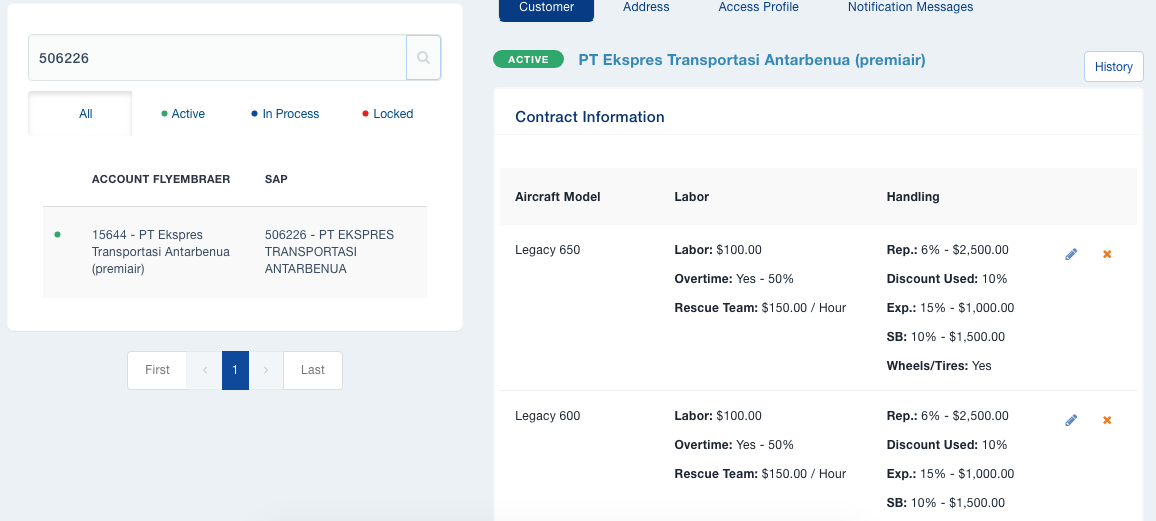 506226
All
Active
In Process
Locked
ACCOUNT FLYEMBRAER SAP
15644 - PT Ekspres
Transportasi Antarbenua
(premiair)
506226 - PT EKSPRES
TRANSPORTASI
ANTARBENUA
First ‹ 1 › Last
Customer Address Access Profile Notification Messages
ACTIVE PT Ekspres Transportasi Antarbenua (premiair)
History
Contract Information
Aircraft Model Labor Handling
Legacy 650
Labor: $100.00
Overtime: Yes - 50%
Rescue Team: $150.00 / Hour
Rep.: 6% - $2,500.00
Discount Used: 10%
Exp.: 15% - $1,000.00
SB: 10% - $1,500.00
Wheels/Tires: Yes
Legacy 600
Labor: $100.00
Overtime: Yes - 50%
Rescue Team: $150.00 / Hour
Rep.: 6% - $2,500.00
Discount Used: 10%
Exp.: 15% - $1,000.00
SB: 10% - $1,500.00